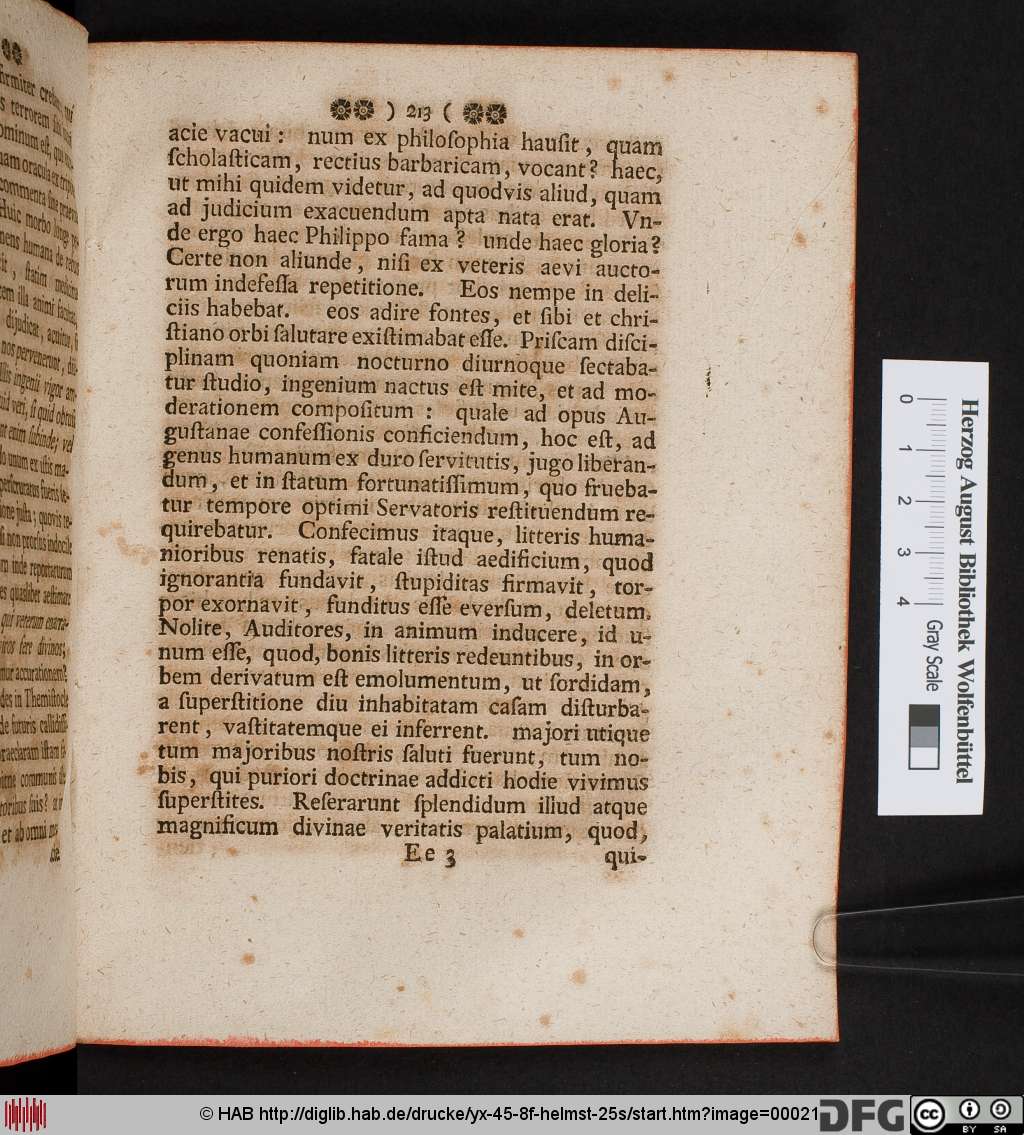 ❁❁ ) 213 ( ❁❁
acie vacui : num ex philoſophia hauſit, quam
ſcholaſticam, rectius barbaricam, vocant? haec,
ut mihi quidem videtur, ad quodvis aliud, quam
ad judicium exacuendum apta nata erat. Vn-
de ergo haec Philippo fama ? unde haec gloria?
Certe non aliunde, niſi ex veteris aevi aucto-
rum indefeſſa repetitione. Eos nempe in deli-
ciis habebat. eos adire fontes, et ſibi et chri-
ſtiano orbi ſalutare exiſtimabat eſſe. Priſcam diſci-
plinam quoniam nocturno diurnoque ſectaba-
tur ſtudio, ingenium nactus eſt mite, et ad mo-
derationem compoſitum : quale ad opus Au-
guſtanae confeſſionis conficiendum, hoc eſt, ad
genus humanum ex duro ſervitutis, jugo liberan-
dum, et in ſtatum fortunatiſſimum, quo frueba-
tur tempore optimi Servatoris reſtituendum re-
quirebatur. Confecimus itaque, litteris huma-
nioribus renatis, fatale iſtud aedificium, quod
ignorantia fundavit, ſtupiditas firmavit, tor-
por exornavit, funditus eſſe everſum, deletum.
Nolite, Auditores, in animum inducere, id u-
num eſſe, quod, bonis litteris redeuntibus, in or-
bem derivatum eſt emolumentum, ut ſordidam,
a ſuperſtitione diu inhabitatam caſam diſturba-
rent, vaſtitatemque ei inferrent. majori utique
tum majoribus noſtris ſaluti fuerunt, tum no-
bis, qui puriori doctrinae addicti hodie vivimus
ſuperſtites. Reſerarunt ſplendidum illud atque
magnificum divinae veritatis palatium, quod,
Ee 3 qui-
Herzog August Bibliothek Wolfenbüttel
0 1 2 3 4 Gray Scale
© HAB http://diglib.hab.de/drucke/yx-45-8f-helmst-25s/start.htm?image=00021
DFG
cc BY SA